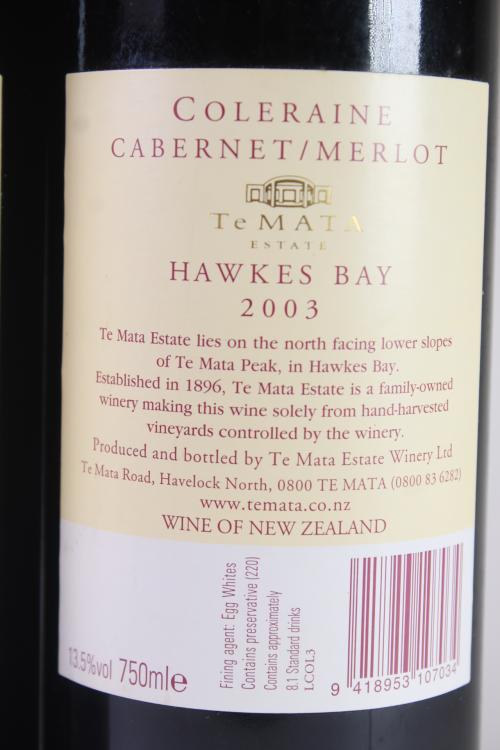 COLERAINE
CABERNET/MERLOT
Te MATA
ESTATE
HAWKES BAY
2003
Te Mata Estate lies on the north facing lower slopes
of Te Mata Peak, in Hawkes Bay.
Established in 1896, Te Mata Estate is a family-owned
winery making this wine solely from hand-harvested
vineyards controlled by the winery.
Produced and bottled by Te Mata Estate Winery Ltd
Te Mata Road, Havelock North, 0800 TE MATA (0800 83 6282)
www.temata.co.nz
WINE OF NEW ZEALAND
13.5%vol 750ml e
Fining agent: Egg Whites
Contains preservative (220)
Contains approximately
8.1 Standard drinks
LCOL3
9 418953 107034